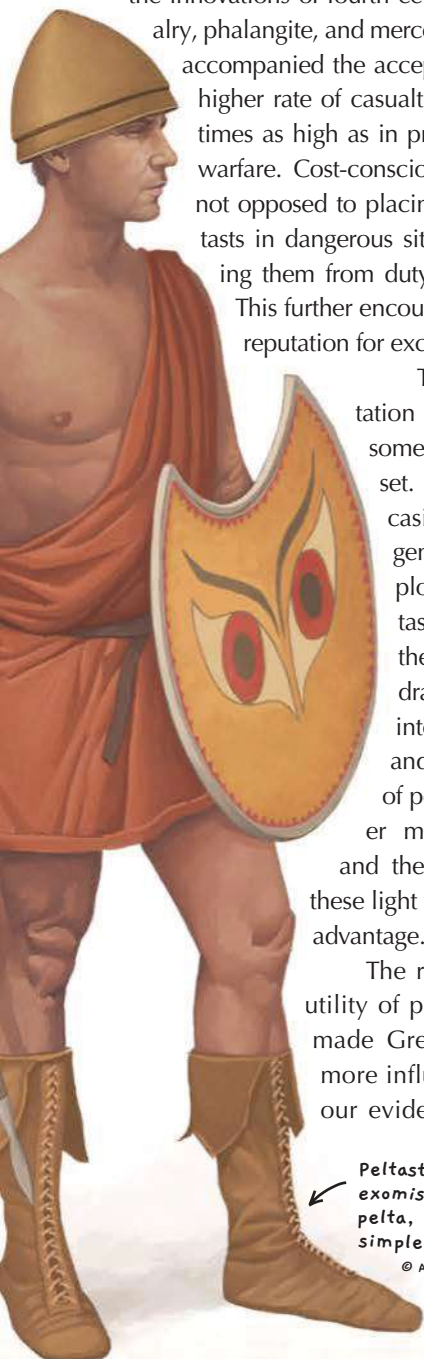 the innovations of fourth-ce
alry, phalangite, and merce
accompanied the accep
higher rate of casualt
times as high as in pr
warfare. Cost-conscio
not opposed to placin
tasts in dangerous sit
ing them from duty
This further encou
reputation for exc
T
tation
some
set.
casi
ger
plo
tas
the
dra
inte
and
of pe
er m
and the
these light
advantage.
The r
utility of p
made Gre
more influ
our evide
Peltast
exomis
pelta,
simple
© A